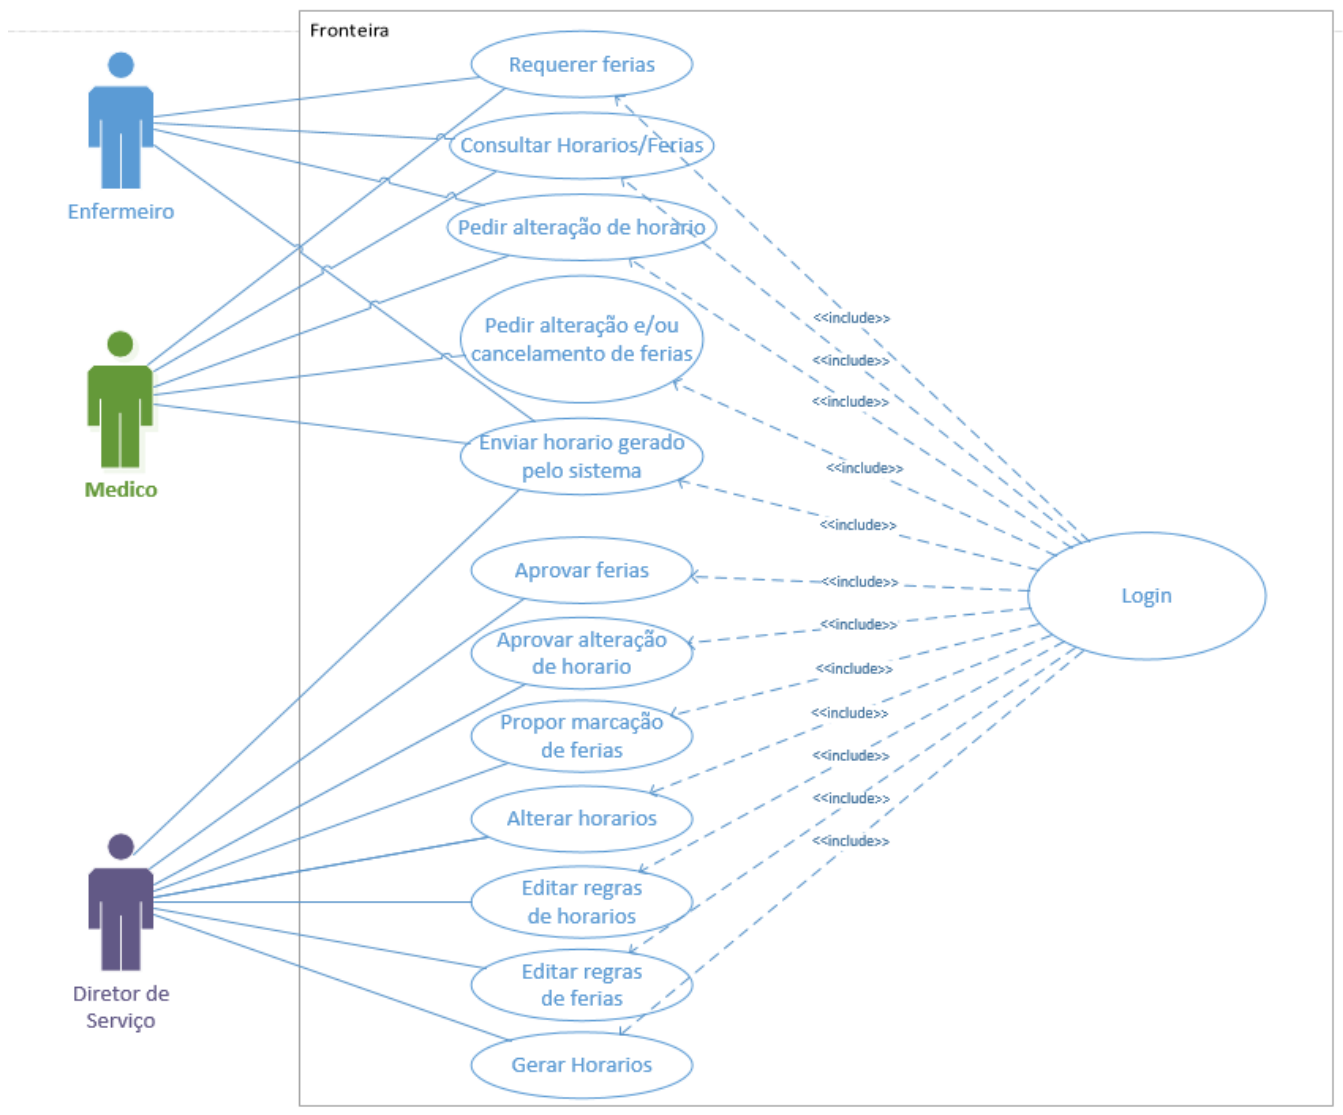 Fronteira
Requerer ferias
Consultar Horarios/Ferias
Enfermeiro
Pedir alteração de horario
<<include>>
Pedir alteração e/ou
cancelamento de ferias
<<include>>
<<include>>
Enviar horario gerado
pelo sistema
<<include>>
Medico
<<include>>
Aprovar ferias
<<include>>
Login
Aprovar alteração
de horario
<<include>>
<<include>>
Propor marcação
de ferias
<<include>>
<<include>>
Alterar horarios
<<include>>
<<include>>
Editar regras
de horarios
Editar regras
de ferias
Diretor de
Serviço
Gerar Horarios